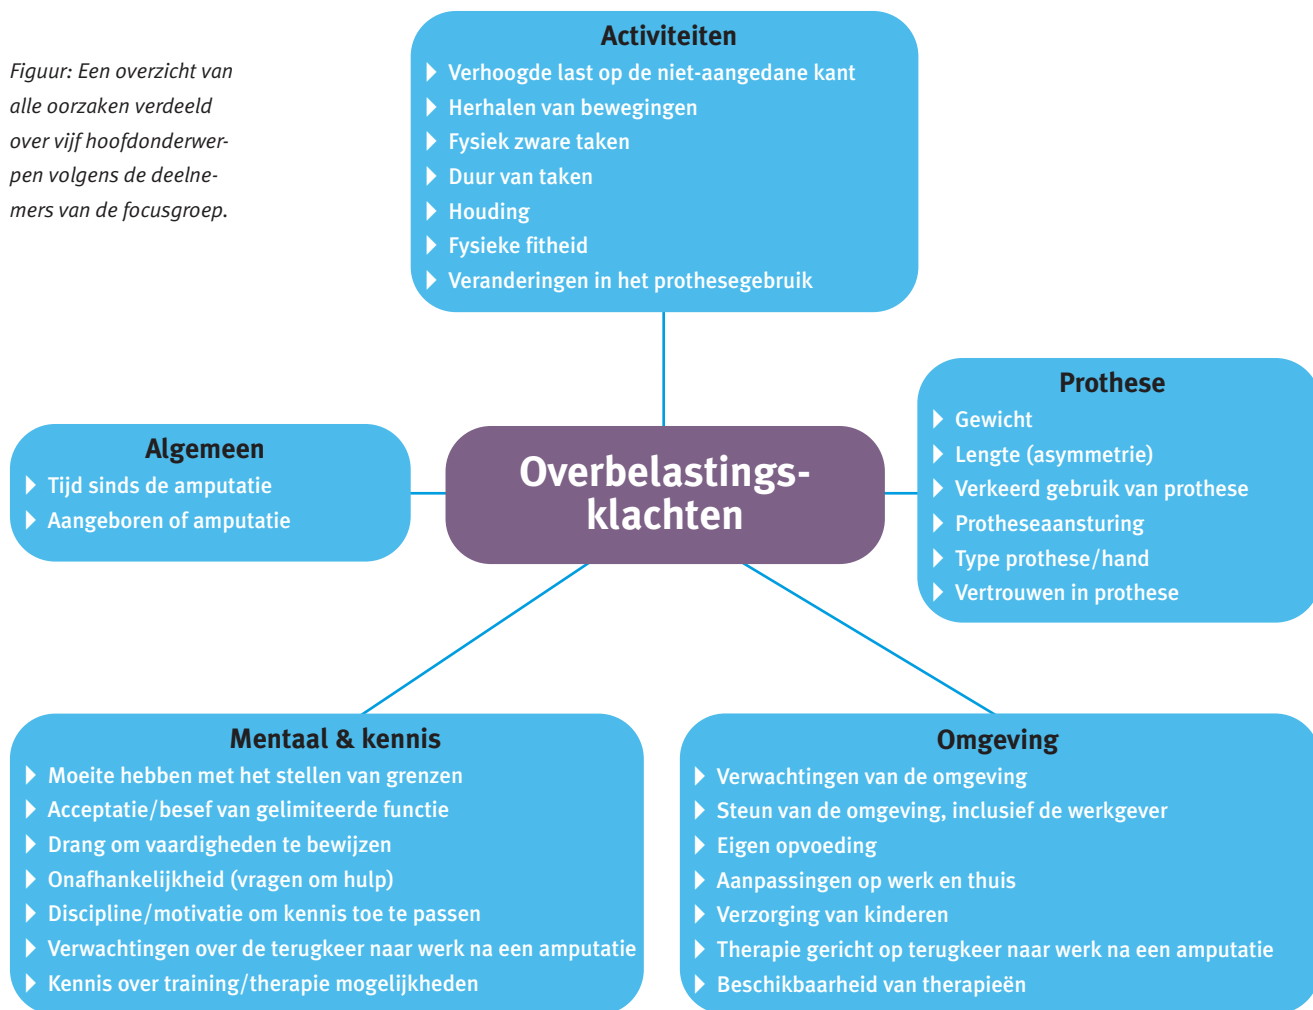 Figuur: Een overzicht van
alle oorzaken verdeeld
over vijf hoofdonderwer-
pen volgens de deelne-
mers van de focusgroep.
Activiteiten
Verhoogde last op de niet-aangedane kant
Herhalen van bewegingen
Fysiek zware taken
Duur van taken
Houding
Fysieke fitheid
Veranderingen in het prothesegebruik
Algemeen
Tijd sinds de amputatie
Aangeboren of amputatie
Overbelastings-
klachten
Prothese
Gewicht
Lengte (asymmetrie)
Verkeerd gebruik van prothese
Protheseaansturing
Type prothese/hand
Vertrouwen in prothese
Mentaal & kennis
Moeite hebben met het stellen van grenzen
Acceptatie/besef van gelimiteerde functie
Drang om vaardigheden te bewijzen
Onafhankelijkheid (vragen om hulp)
Discipline/motivatie om kennis toe te passen
Verwachtingen over de terugkeer naar werk na een amputatie
Kennis over training/therapie mogelijkheden
Omgeving
Verwachtingen van de omgeving
Steun van de omgeving, inclusief de werkgever
Eigen opvoeding
Aanpassingen op werk en thuis
Verzorging van kinderen
Therapie gericht op terugkeer naar werk na een amputatie
Beschikbaarheid van therapieën